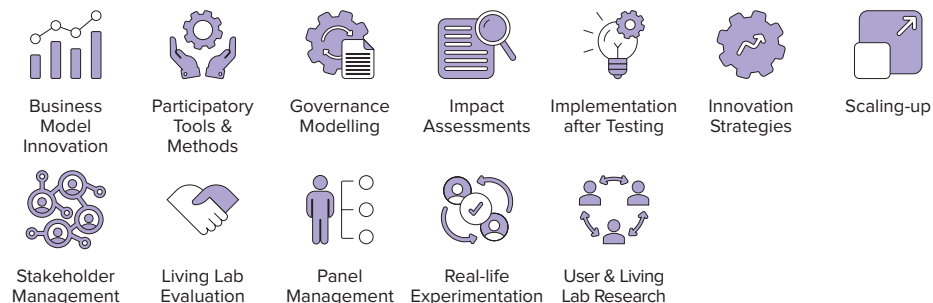 Business
Model
Innovation
Participatory
Tools &
Methods
Governance
Modelling
Impact
Assessments
Implementation
after Testing
Innovation
Strategies
Scaling-up
Stakeholder
Management
Living Lab
Evaluation
Panel
Management
Real-life
Experimentation
User & Living
Lab Research